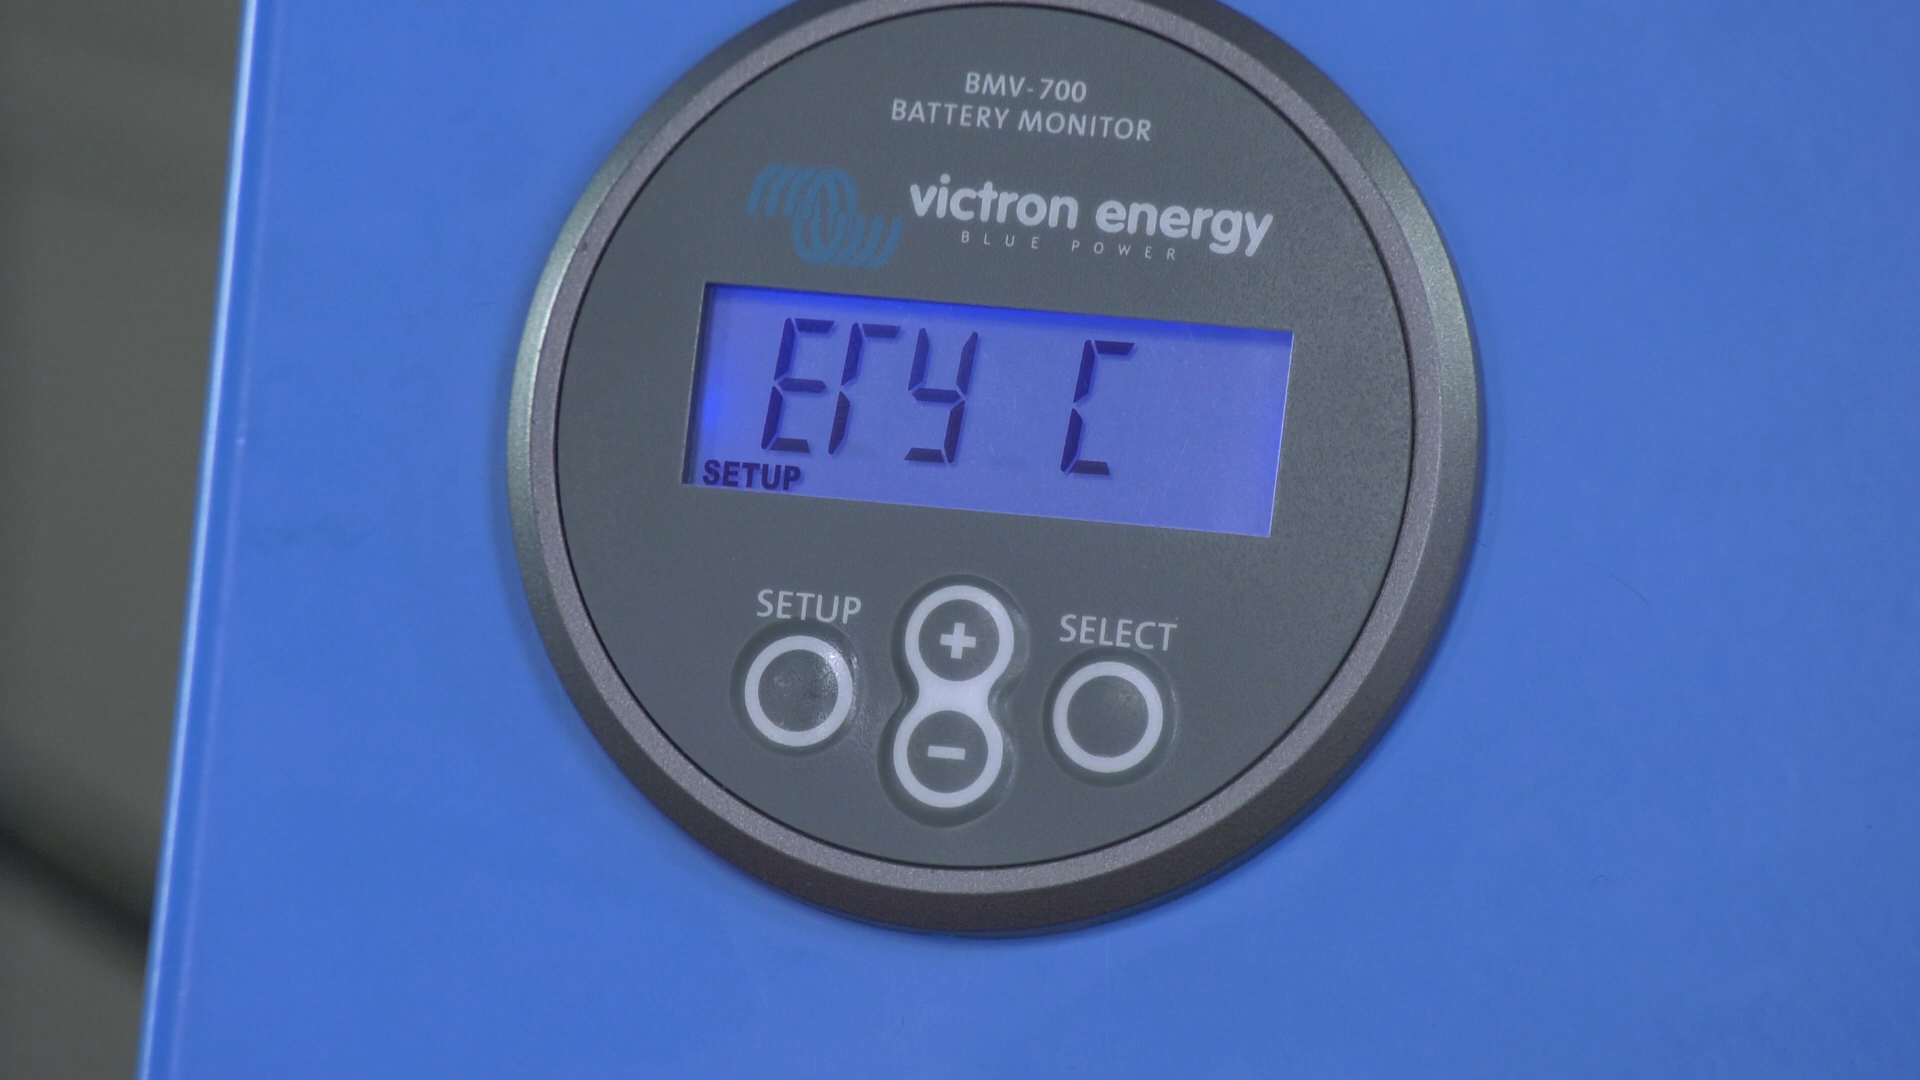 BMV-700
BATTERY MONITOR
victron energy
BLUE POWER
ErY C
SETUP
SETUP
+
SELECT
-